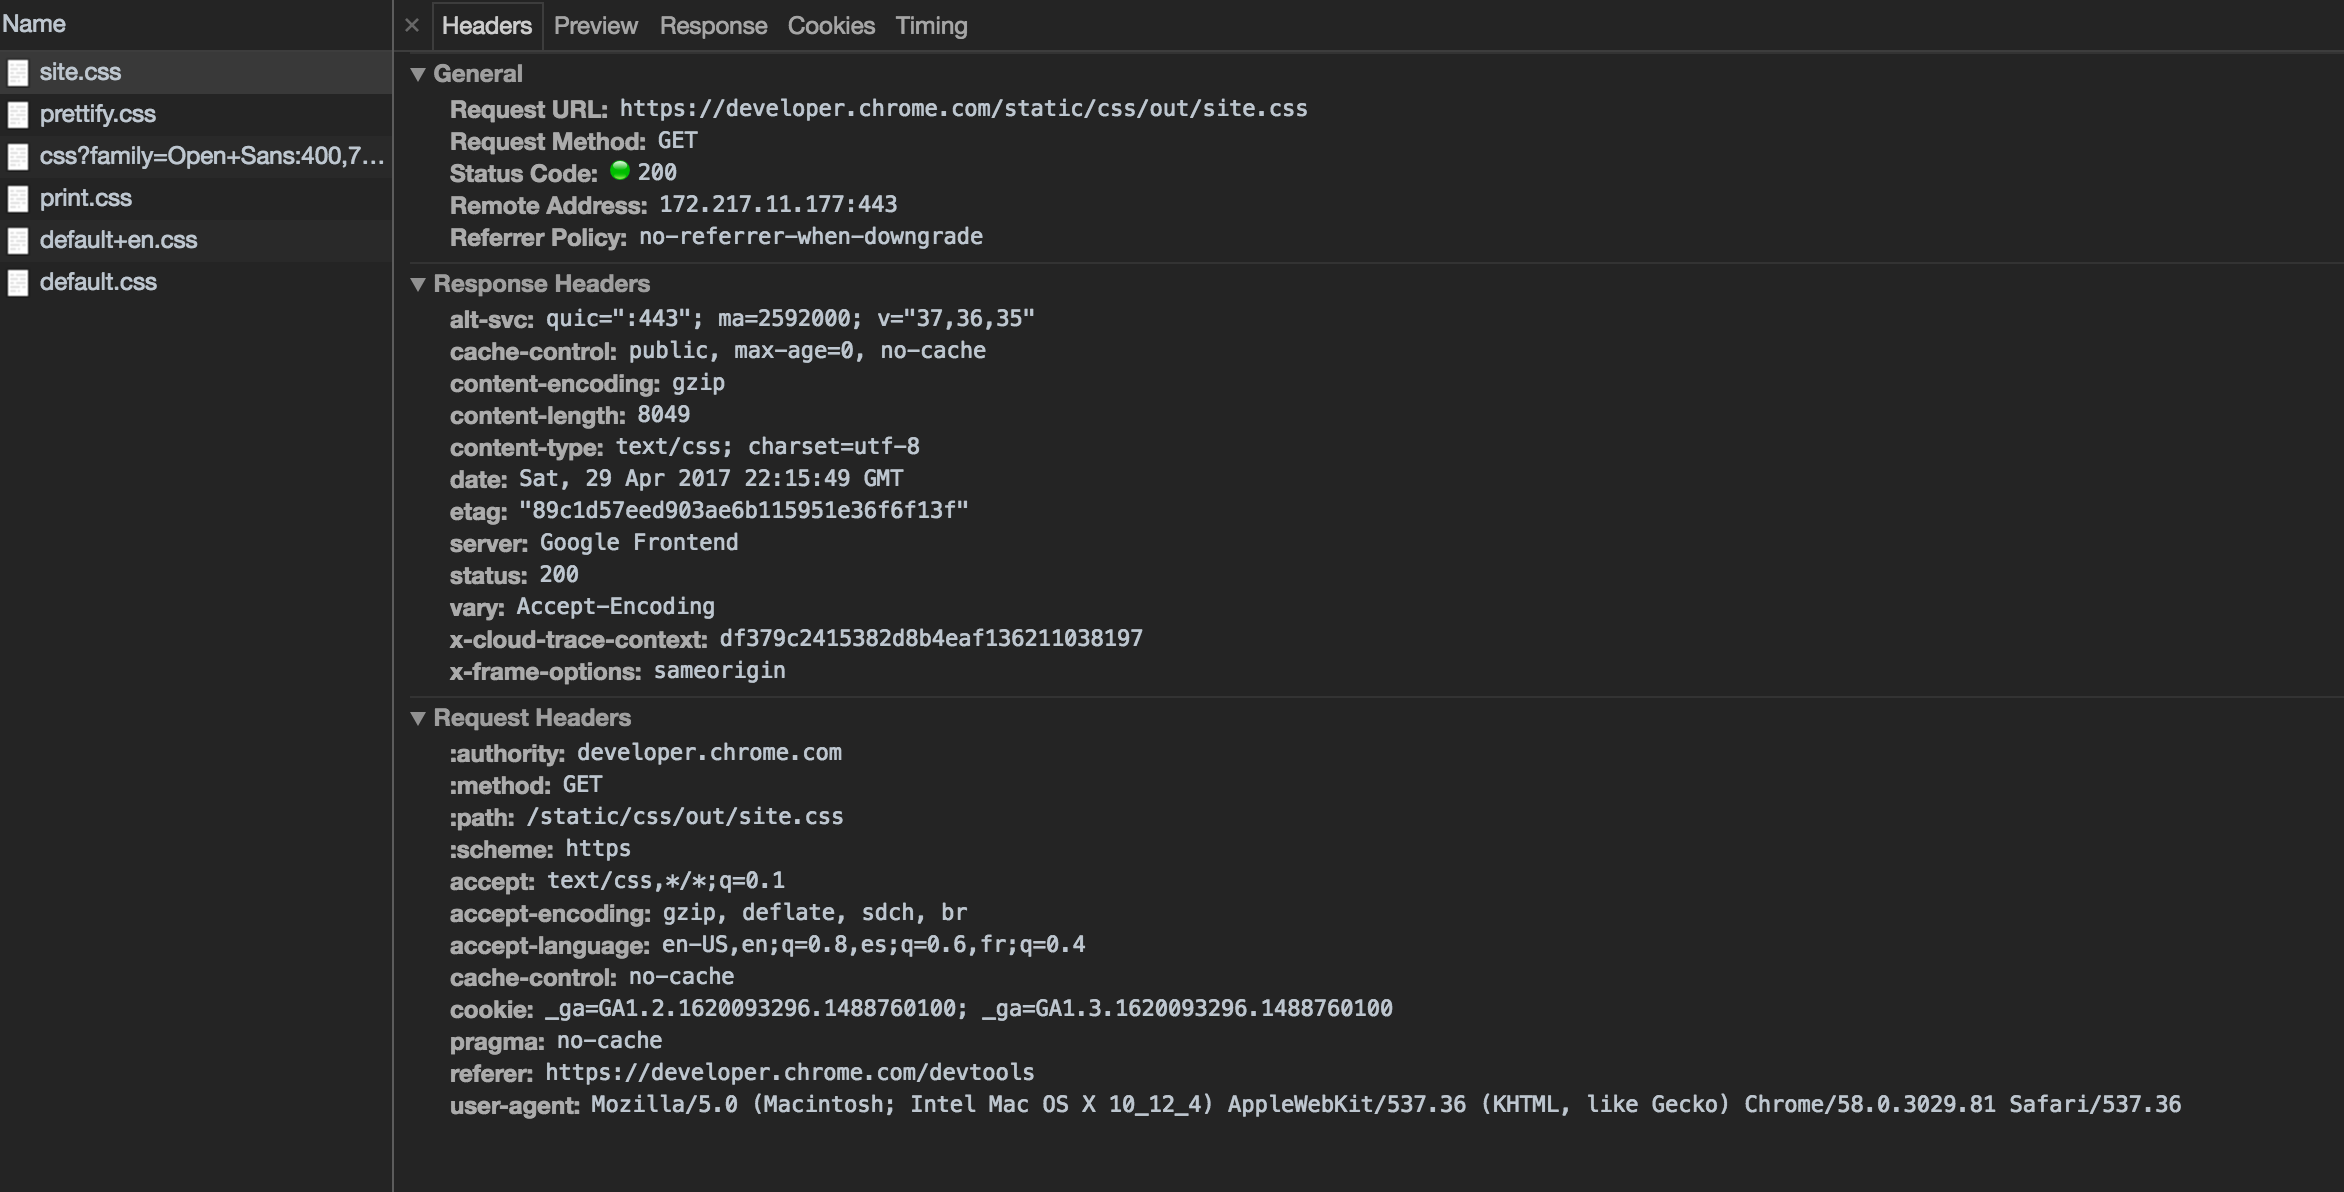 Name
site.css
prettify.css
css?family=Open+Sans:400,7...
print.css
default+en.css
default.css
× Headers Preview Response Cookies Timing
▼ General
Request URL: https://developer.chrome.com/static/css/out/site.css
Request Method: GET
Status Code: 200
Remote Address: 172.217.11.177:443
Referrer Policy: no-referrer-when-downgrade
▼ Response Headers
alt-svc: quic=":443"; ma=2592000; v="37,36,35"
cache-control: public, max-age=0, no-cache
content-encoding: gzip
content-length: 8049
content-type: text/css; charset=utf-8
date: Sat, 29 Apr 2017 22:15:49 GMT
etag: "89c1d57eed903ae6b115951e36f6f13f"
server: Google Frontend
status: 200
vary: Accept-Encoding
x-cloud-trace-context: df379c2415382d8b4eaf136211038197
x-frame-options: sameorigin
▼ Request Headers
:authority: developer.chrome.com
:method: GET
:path: /static/css/out/site.css
:scheme: https
accept: text/css,*/*;q=0.1
accept-encoding: gzip, deflate, sdch, br
accept-language: en-US,en;q=0.8,es;q=0.6,fr;q=0.4
cache-control: no-cache
cookie: _ga=GA1.2.1620093296.1488760100; _ga=GA1.3.1620093296.1488760100
pragma: no-cache
referer: https://developer.chrome.com/devtools
user-agent: Mozilla/5.0 (Macintosh; Intel Mac OS X 10_12_4) AppleWebKit/537.36 (KHTML, like Gecko) Chrome/58.0.3029.81 Safari/537.36